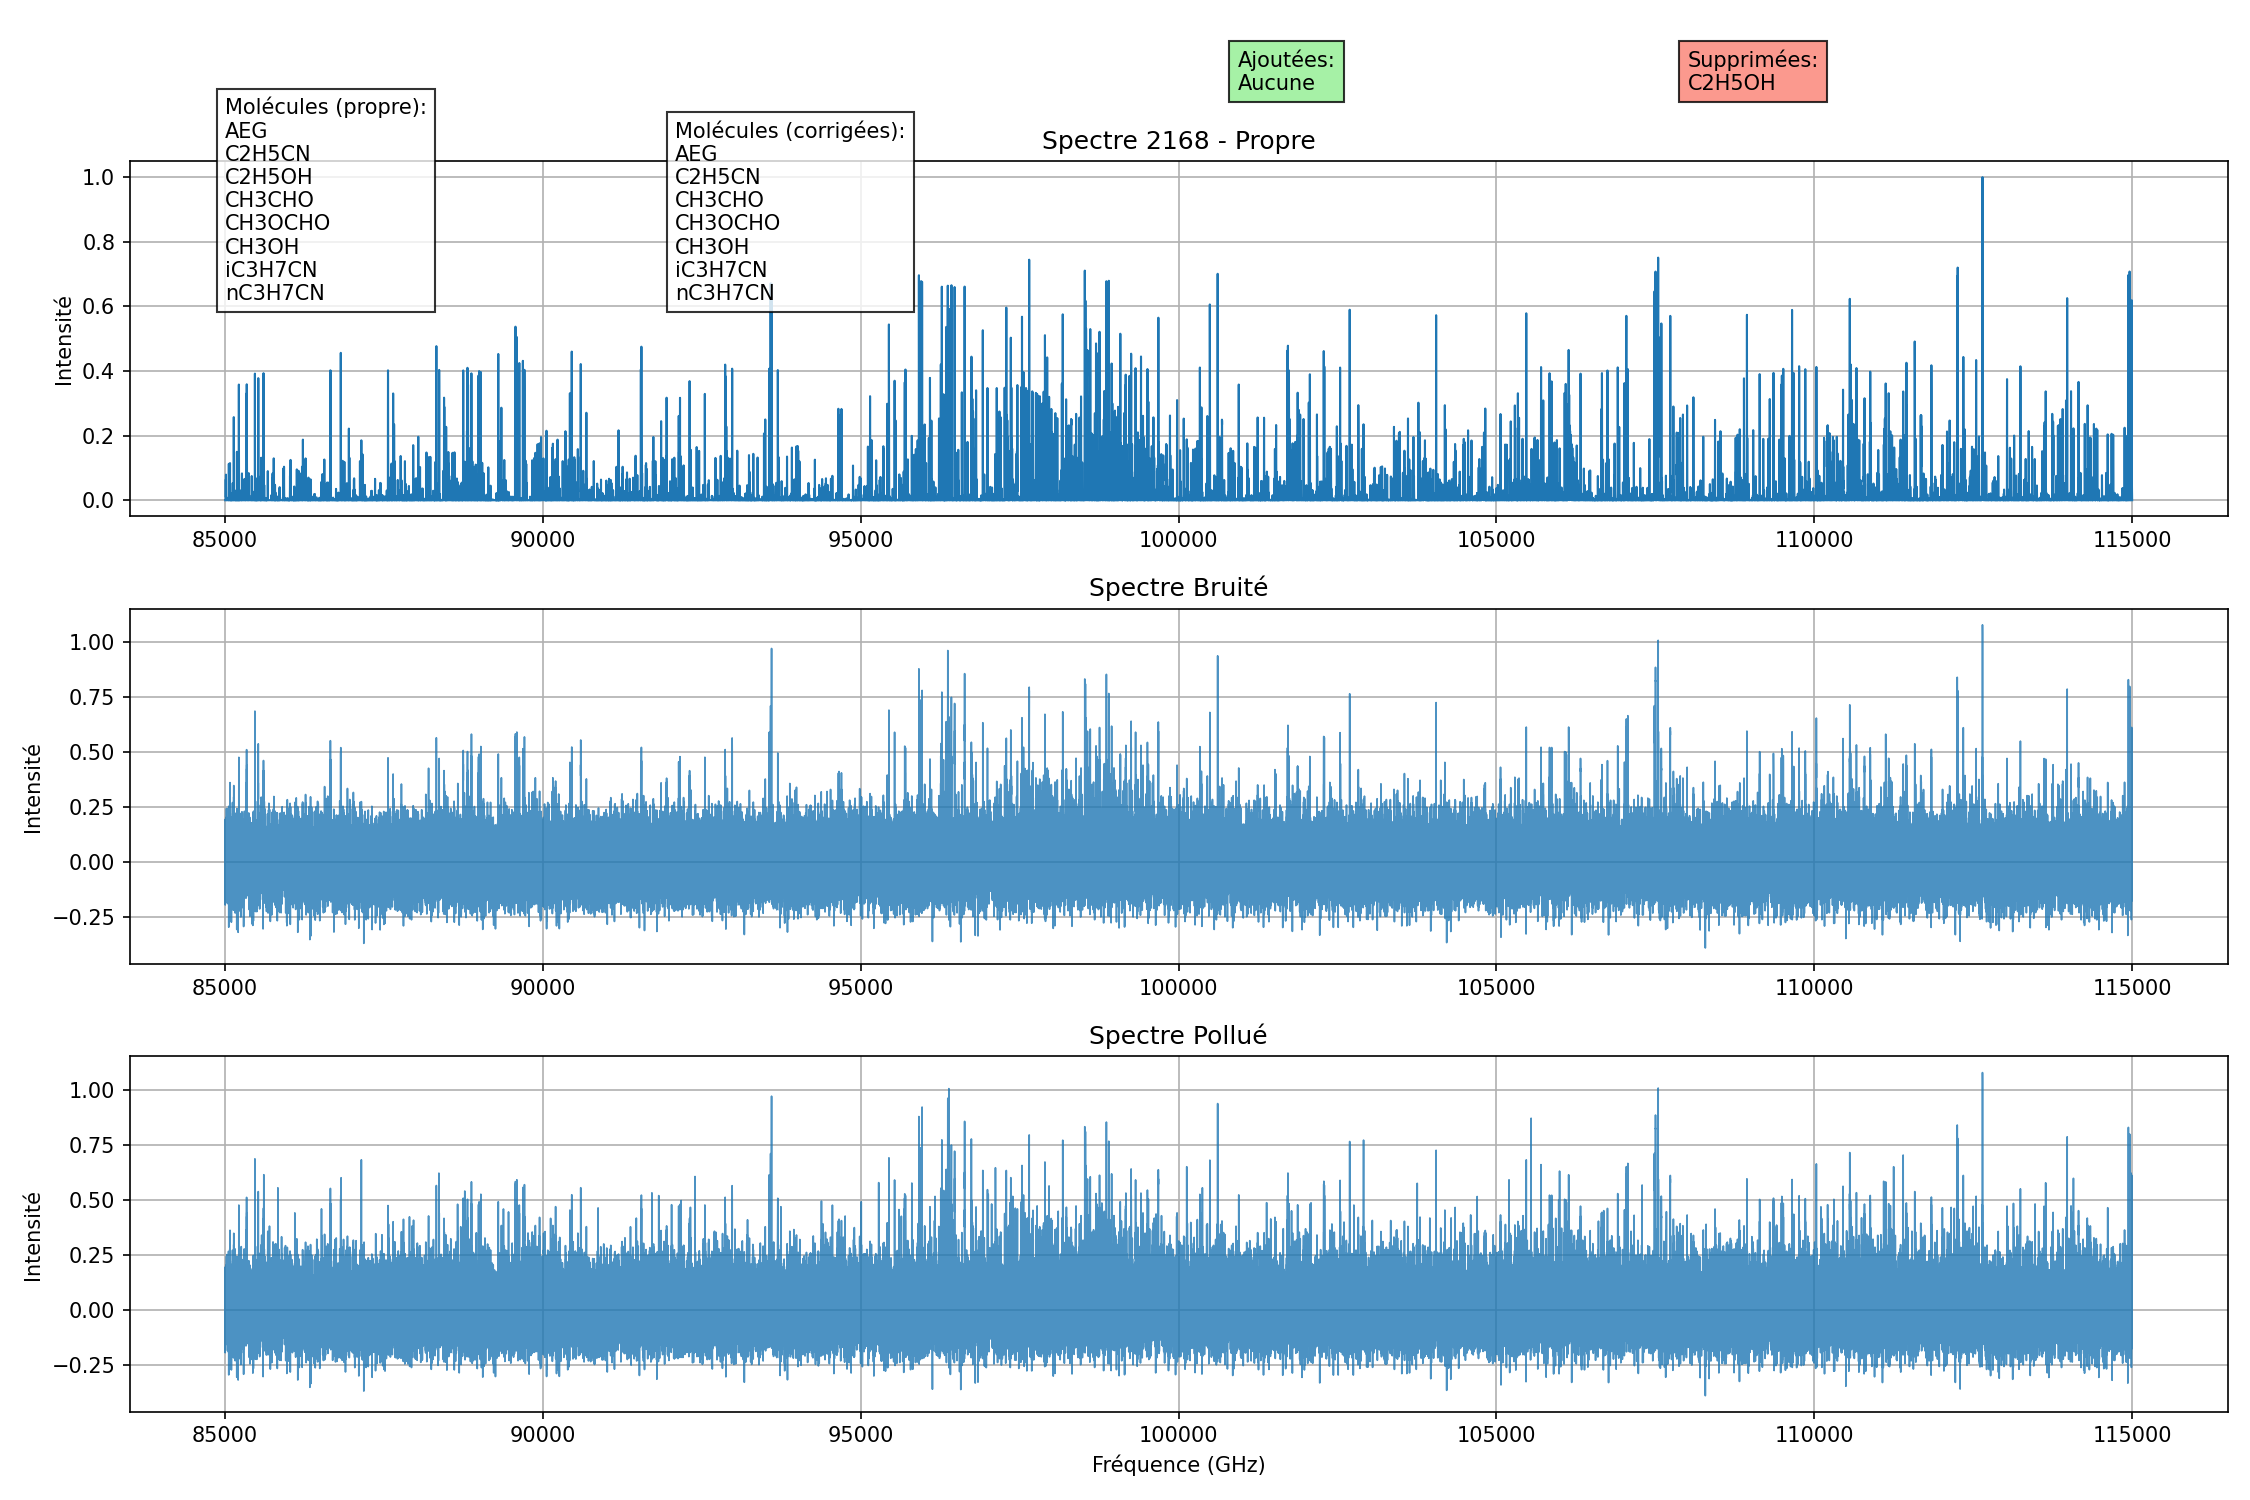 Ajoutées:
Aucune
Supprimées:
C2H5OH
Molécules (propre):
AEG
C2H5CN
C2H5OH
CH3CHO
CH3OCHO
CH3OH
iC3H7CN
nC3H7CN
Molécules (corrigées):
AEG
C2H5CN
CH3CHO
CH3OCHO
CH3OH
iC3H7CN
nC3H7CN
Spectre 2168 - Propre
Intensité
1.0
0.8
0.6
0.4
0.2
0.0
85000 90000 95000 100000 105000 110000 115000
Spectre Bruité
Intensité
1.00
0.75
0.50
0.25
0.00
−0.25
85000 90000 95000 100000 105000 110000 115000
Spectre Pollué
Intensité
1.00
0.75
0.50
0.25
0.00
−0.25
85000 90000 95000 100000 105000 110000 115000
Fréquence (GHz)